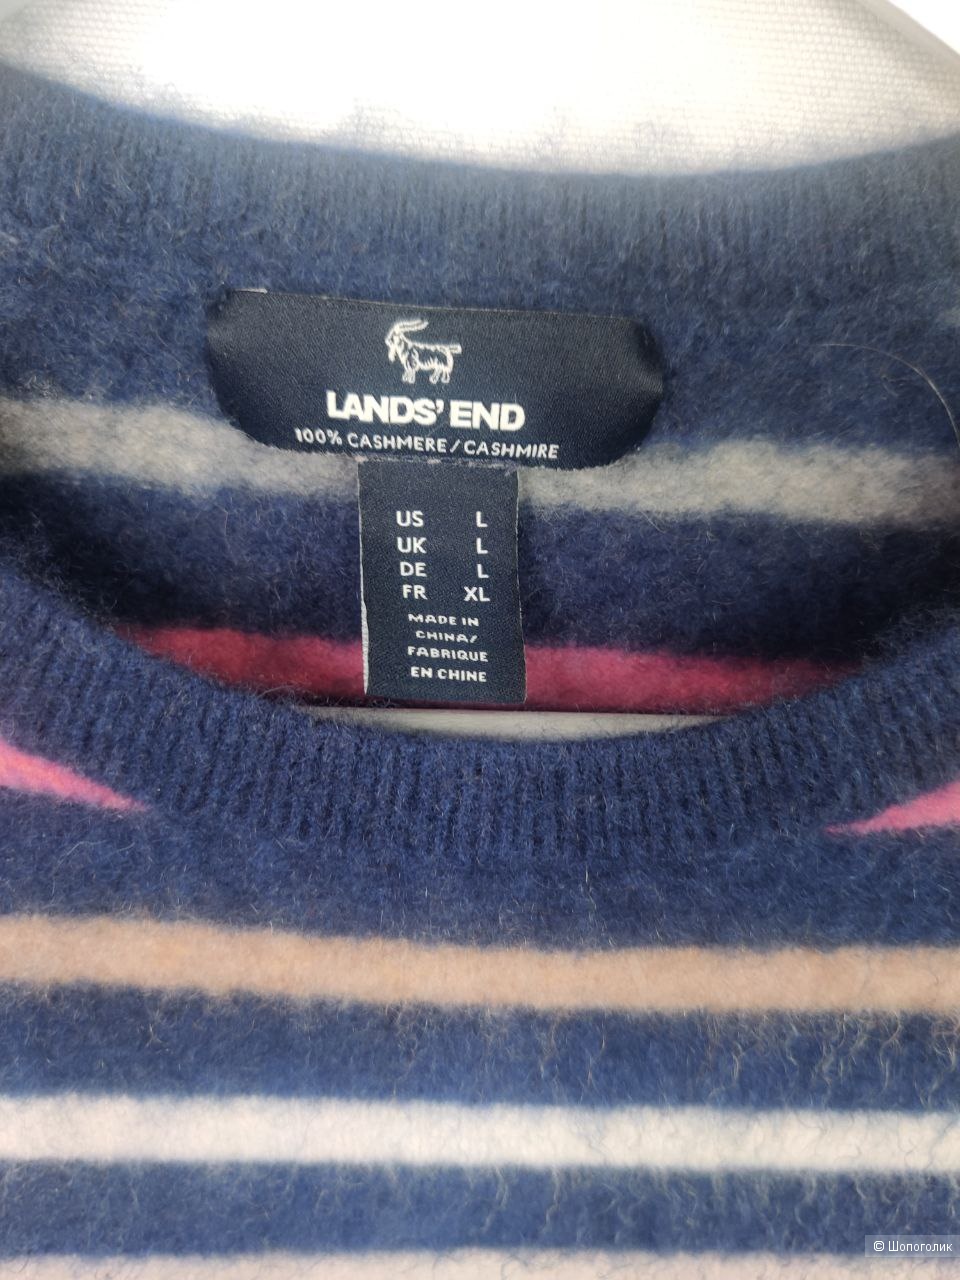 LANDS' END
100% CASHMERE/CASHMIRE
US L
UK L
DE L
FR XL
MADE IN
CHINA/
FABRIQUE
EN CHINE
© Шопоголик